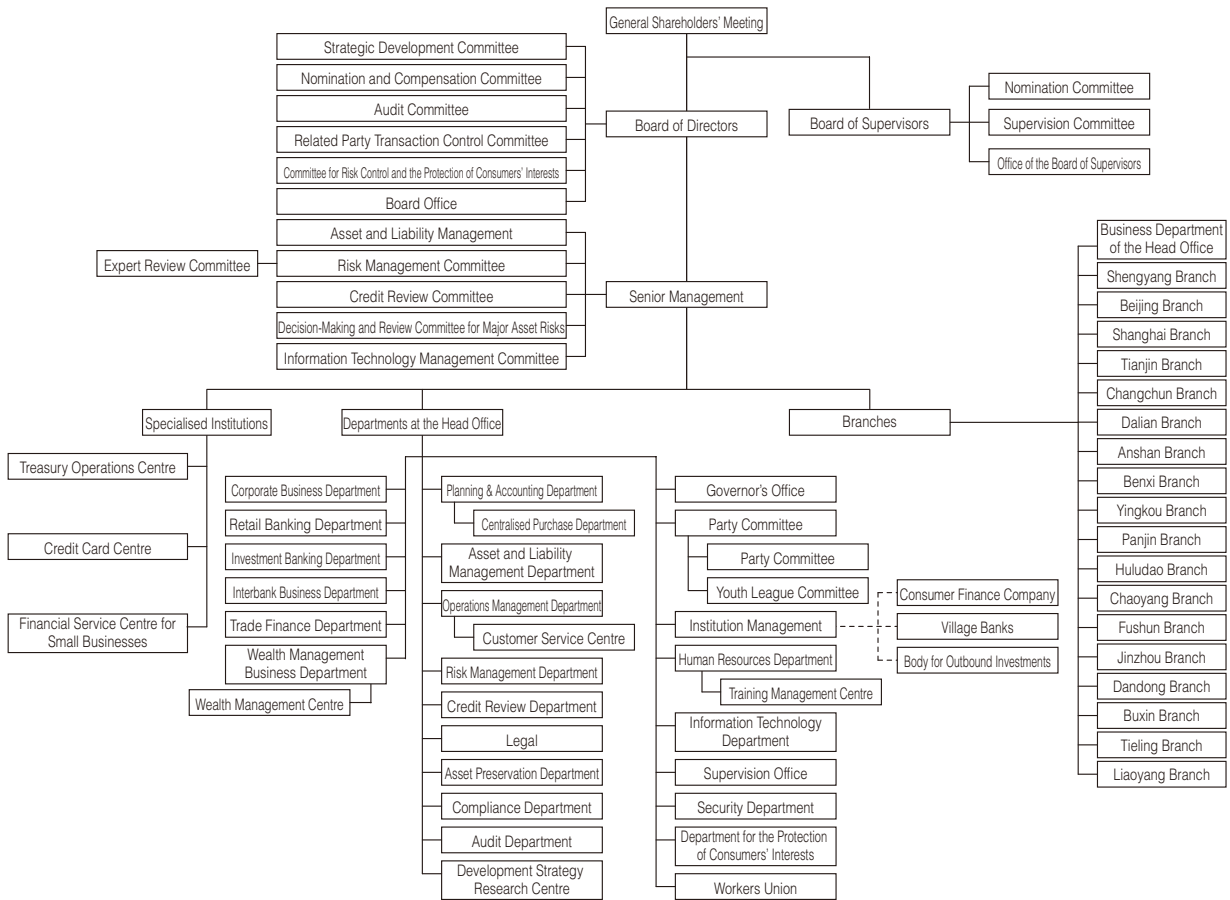 General Shareholders' Meeting
Strategic Development Committee
Nomination and Compensation Committee
Audit Committee
Related Party Transaction Control Committee
Committee for Risk Control and the Protection of Consumers' Interests
Board Office
Board of Directors
Board of Supervisors
Nomination Committee
Supervision Committee
Office of the Board of Supervisors
Asset and Liability Management
Expert Review Committee
Risk Management Committee
Credit Review Committee
Decision-Making and Review Committee for Major Asset Risks
Information Technology Management Committee
Senior Management
Specialised Institutions
Departments at the Head Office
Branches
Treasury Operations Centre
Credit Card Centre
Financial Service Centre for
Small Businesses
Corporate Business Department
Retail Banking Department
Investment Banking Department
Interbank Business Department
Trade Finance Department
Wealth Management
Business Department
Wealth Management Centre
Planning & Accounting Department
Centralised Purchase Department
Asset and Liability
Management Department
Operations Management Department
Customer Service Centre
Risk Management Department
Credit Review Department
Legal
Asset Preservation Department
Compliance Department
Audit Department
Development Strategy
Research Centre
Governor's Office
Party Committee
Party Committee
Youth League Committee
Institution Management
Consumer Finance Company
Village Banks
Body for Outbound Investments
Human Resources Department
Training Management Centre
Information Technology
Department
Supervision Office
Security Department
Department for the Protection
of Consumers' Interests
Workers Union
Business Department
of the Head Office
Shengyang Branch
Beijing Branch
Shanghai Branch
Tianjin Branch
Changchun Branch
Dalian Branch
Anshan Branch
Benxi Branch
Yingkou Branch
Panjin Branch
Huludao Branch
Chaoyang Branch
Fushun Branch
Jinzhou Branch
Dandong Branch
Buxin Branch
Tieling Branch
Liaoyang Branch